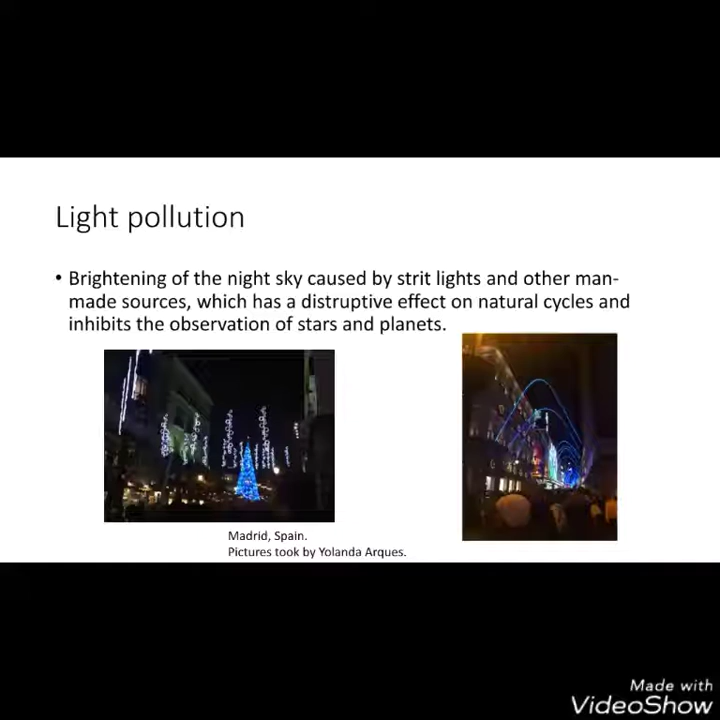 Light pollution
• Brightening of the night sky caused by strit lights and other man-
made sources, which has a disruptive effect on natural cycles and
inhibits the observation of stars and planets.
Madrid, Spain.
Pictures took by Yolanda Arques.
Made with
VideoShow